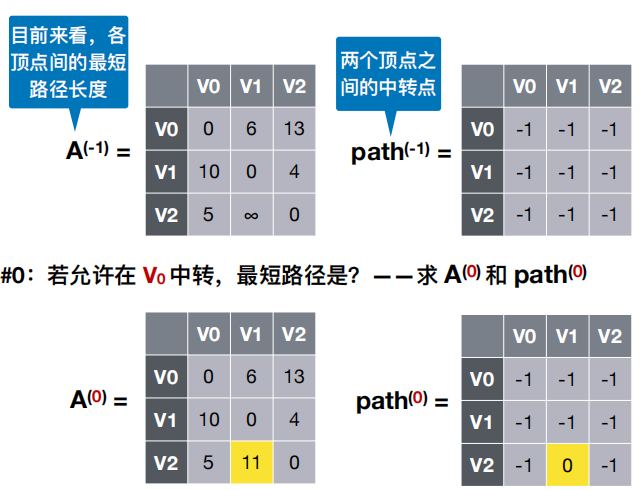 目前来看，各
顶点间的最短
路径长度
两个顶点之
间的中转点
V0 V1 V2
V0 0 6 13
V1 10 0 4
V2 5 ∞ 0
A(-1) =
V0 V1 V2
V0 -1 -1 -1
V1 -1 -1 -1
V2 -1 -1 -1
path(-1) =
#0：若允许在 V0 中转，最短路径是？——求 A(0) 和 path(0)
V0 V1 V2
V0 0 6 13
V1 10 0 4
V2 5 11 0
A(0) =
V0 V1 V2
V0 -1 -1 -1
V1 -1 -1 -1
V2 -1 0 -1
path(0) =